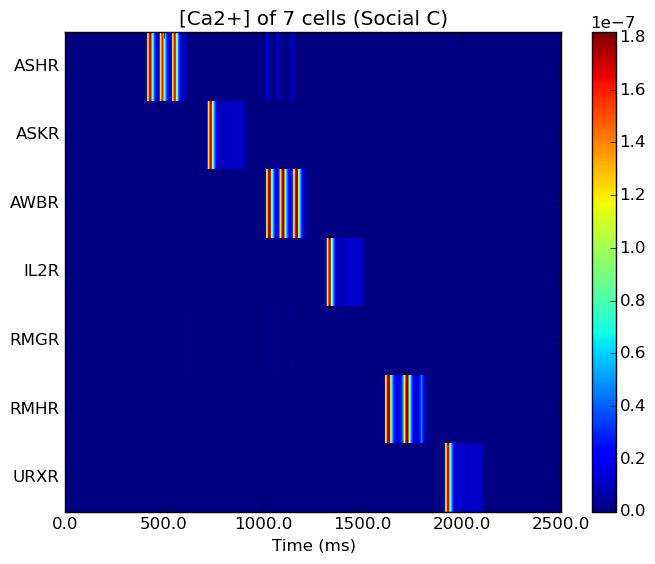 [Ca2+] of 7 cells (Social C)
1e−7
ASHR
ASKR
AWBR
IL2R
RMGR
RMHR
URXR
0.0 500.0 1000.0 1500.0 2000.0 2500.0
Time (ms)
1.8
1.6
1.4
1.2
1.0
0.8
0.6
0.4
0.2
0.0